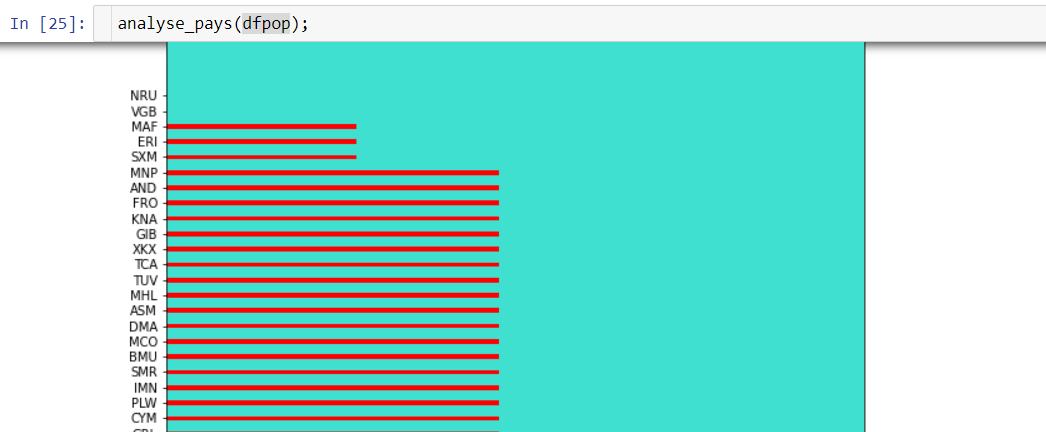 In [25]: analyse_pays(dfpop);
NRU
VGB
MAF
ERI
SXM
MNP
AND
FRO
KNA
GIB
XKX
TCA
TUV
MHL
ASM
DMA
MCO
BMU
SMR
IMN
PLW
CYM